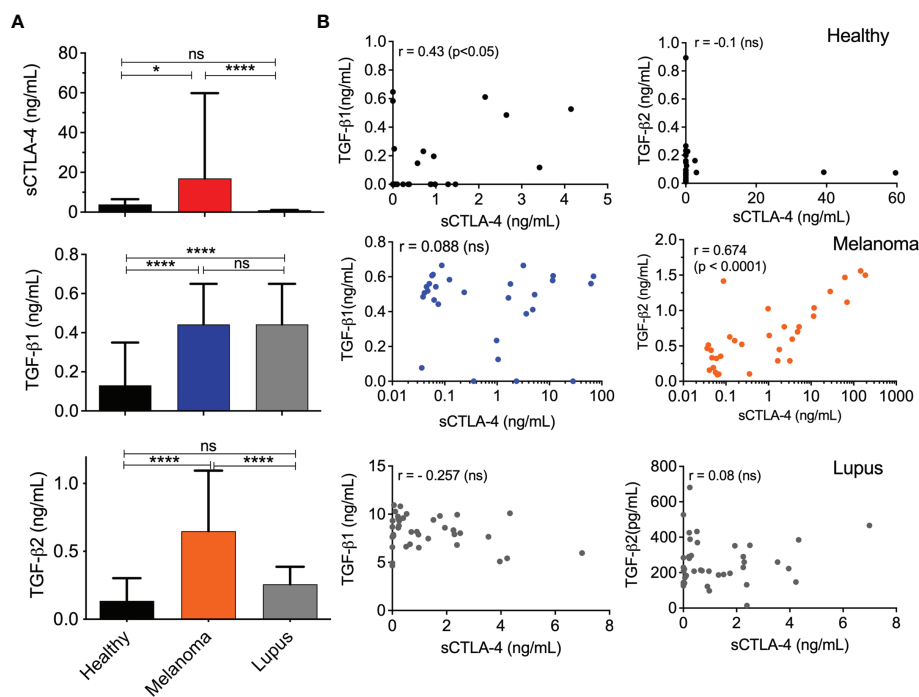 A
B
ns
*
****
sCTLA-4 (ng/mL)
80
60
40
20
0
****
****
ns
TGF-β1 (ng/mL)
0.8
0.6
0.4
0.2
0.0
ns
****
****
TGF-β2 (ng/mL)
1.0
0.5
0.0
Healthy
Melanoma
Lupus
r = 0.43 (p<0.05)
TGF-β1(ng/mL)
1.0
0.8
0.6
0.4
0.2
0.0
0 1 2 3 4 5
sCTLA-4 (ng/mL)
Healthy
r = -0.1 (ns)
TGF-β2 (ng/mL)
1.0
0.8
0.6
0.4
0.2
0.0
0 20 40 60
sCTLA-4 (ng/mL)
r = 0.088 (ns)
TGF-β1(ng/mL)
0.8
0.6
0.4
0.2
0.0
0.01 0.1 1 10 100
sCTLA-4 (ng/mL)
Melanoma
r = 0.674
(p < 0.0001)
TGF-β2 (ng/mL)
2.0
1.5
1.0
0.5
0.0
0.01 0.1 1 10 100 1000
sCTLA-4 (ng/mL)
r = - 0.257 (ns)
TGF-β1 (ng/mL)
15
10
5
0
0 2 4 6 8
sCTLA-4 (ng/mL)
Lupus
r = 0.08 (ns)
TGF-β2(pg/mL)
800
600
400
200
0
0 2 4 6 8
sCTLA-4 (ng/mL)